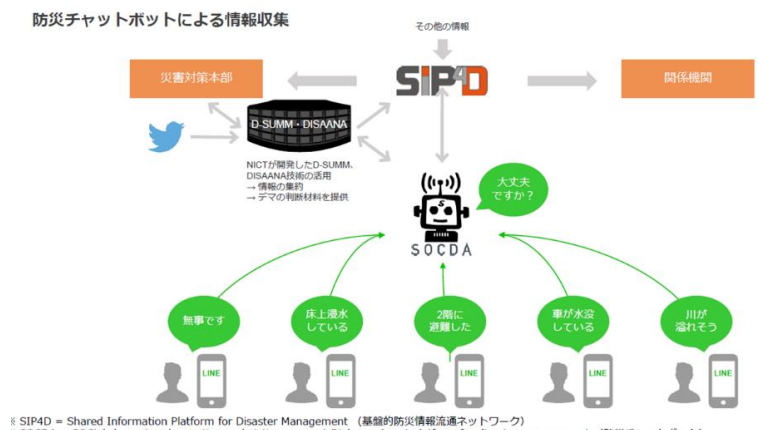 防災チャットボットによる情報収集
その他の情報
災害対策本部
SIP4D
関係機関
D-SUMM・DISAANA
NICTが開発したD-SUMM、
DISAANA技術の活用
→ 情報の集約
→ デマの判断材料を提供
大丈夫
ですか?
S
SOCDA
無事です
床上浸水
している
2階に
避難した
車が水没
している
川が
溢れそう
LINE
LINE
LINE
LINE
LINE
※ SIP4D = Shared Information Platform for Disaster Management (基盤的防災情報流通ネットワーク)